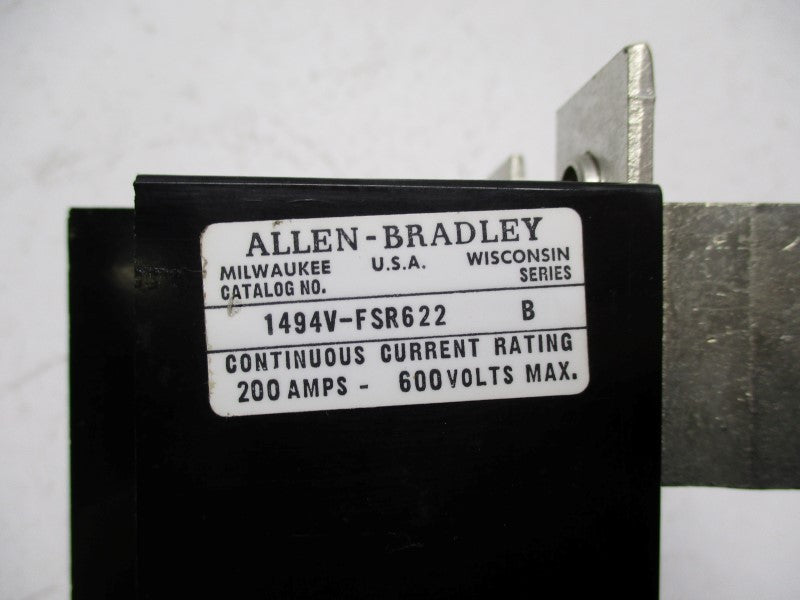 ALLEN-BRADLEY
MILWAUKEE U.S.A. WISCONSIN
CATALOG NO. SERIES
1494V-FSR622 B
CONTINUOUS CURRENT RATING
200 AMPS - 600 VOLTS MAX.